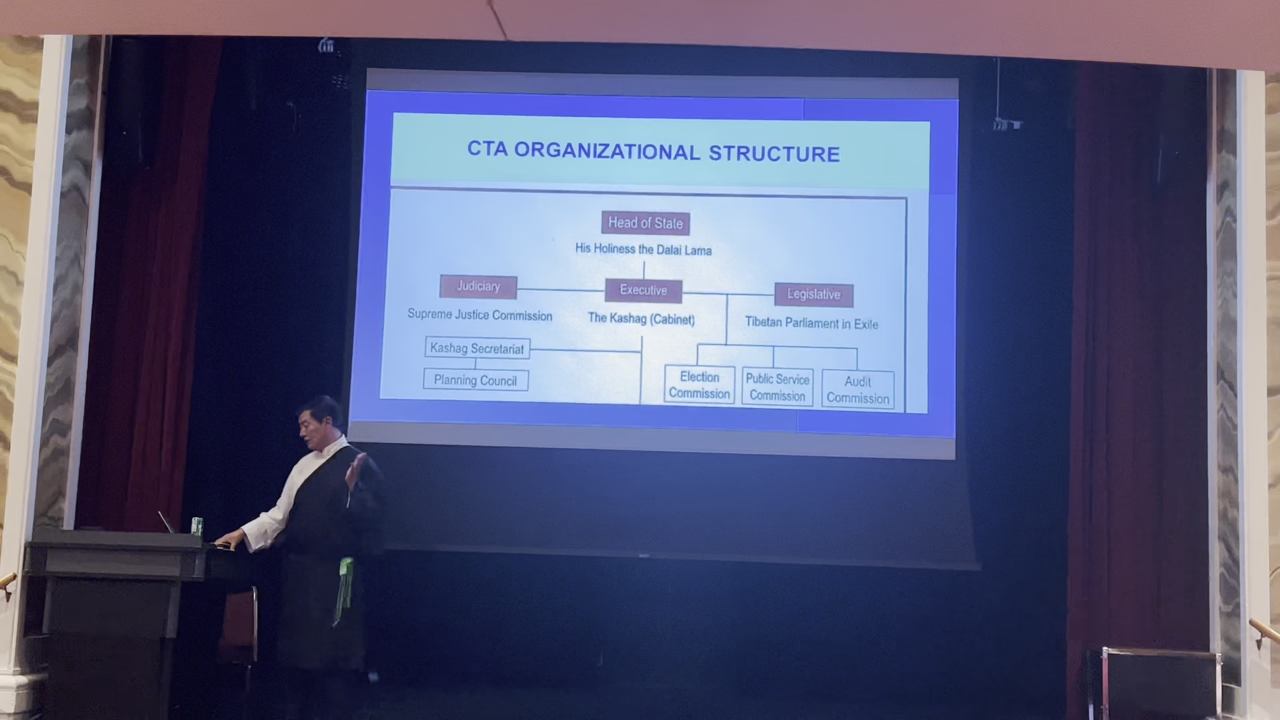 CTA ORGANIZATIONAL STRUCTURE
Head of State
His Holiness the Dalai Lama
Judiciary
Executive
Legislative
Supreme Justice Commission
The Kashag (Cabinet)
Tibetan Parliament in Exile
Kashag Secretariat
Planning Council
Election
Commission
Public Service
Commission
Audit
Commission